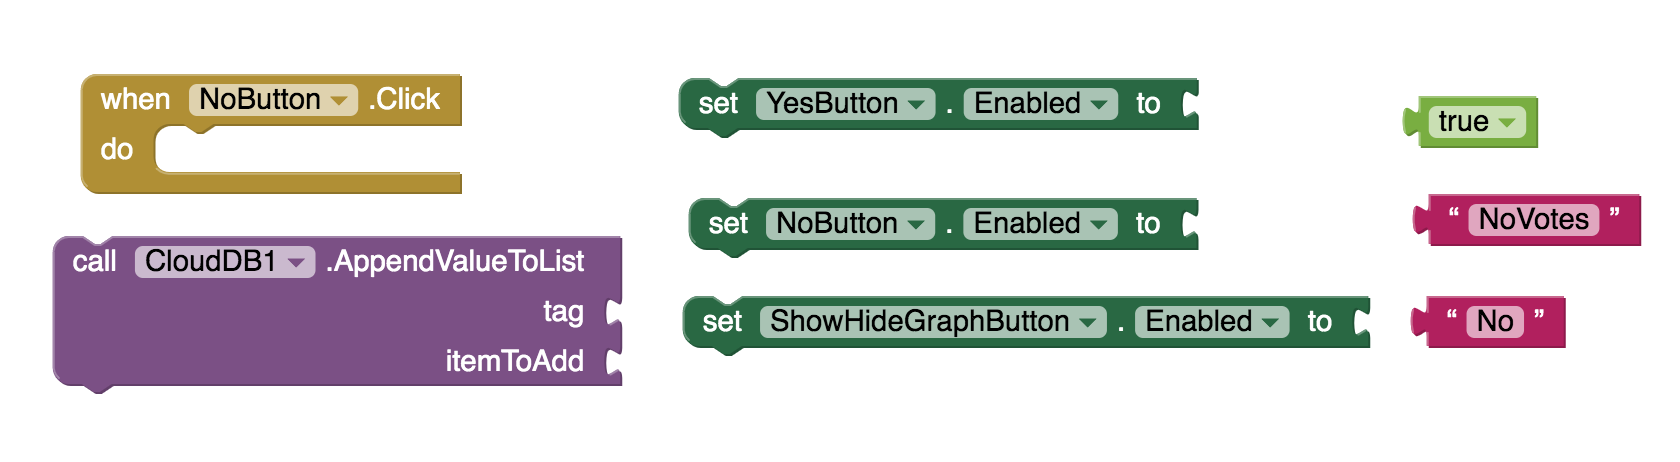 when NoButton .Click
do
call CloudDB1 .AppendValueToList
tag
itemToAdd
set YesButton . Enabled to
set NoButton . Enabled to
set ShowHideGraphButton . Enabled to
true
“ NoVotes ”
“ No ”